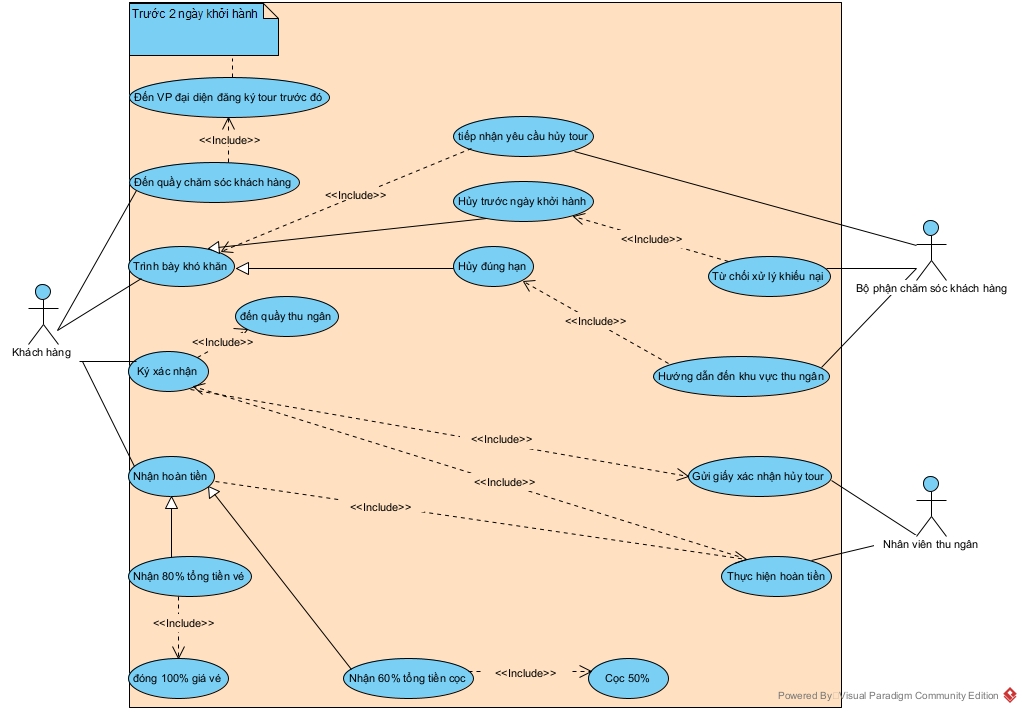 Trước 2 ngày khởi hành
Đến VP đại diện đăng ký tour trước đó
<<Include>>
tiếp nhận yêu cầu hủy tour
Đến quầy chăm sóc khách hàng
<<Include>>
Hủy trước ngày khởi hành
<<Include>>
Trình bày khó khăn
Hủy đúng hạn
Từ chối xử lý khiếu nại
Bộ phận chăm sóc khách hàng
đến quầy thu ngân
<<Include>>
<<Include>>
Khách hàng
Ký xác nhận
Hướng dẫn đến khu vực thu ngân
<<Include>>
Nhận hoàn tiền
Gửi giấy xác nhận hủy tour
<<Include>>
<<Include>>
Nhân viên thu ngân
Nhận 80% tổng tiền vé
Thực hiện hoàn tiền
<<Include>>
đóng 100% giá vé
Nhận 60% tổng tiền cọc
<<Include>>
Cọc 50%
Powered By Visual Paradigm Community Edition